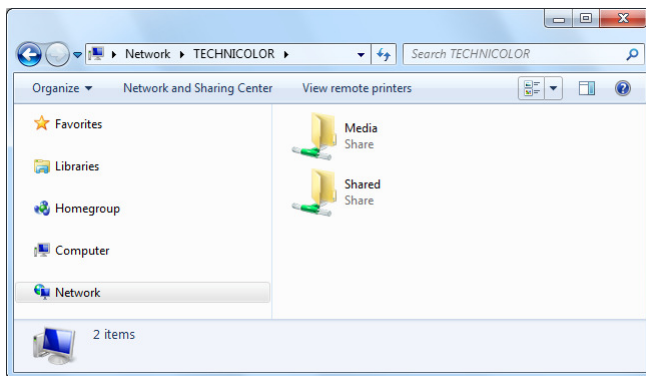 Network TECHNICOLOR
Search TECHNICOLOR
Organize Network and Sharing Center View remote printers
Favorites
Libraries
Homegroup
Computer
Network
Media
Share
Shared
Share
2 items